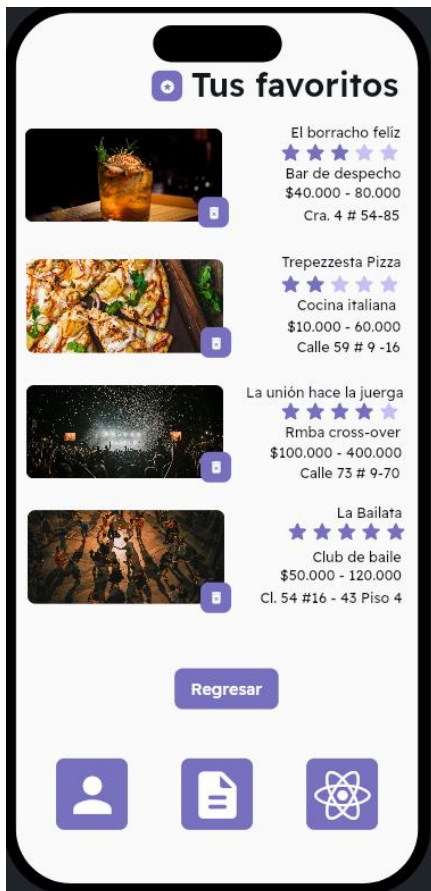 Tus favoritos
El borracho felíz
Bar de despecho
$40.000 - 80.000
Cra. 4 # 54-85
Trepezzesta Pizza
Cocina italiana
$10.000 - 60.000
Calle 59 # 9 -16
La unión hace la juerga
Rmba cross-over
$100.000 - 400.000
Calle 73 # 9-70
La Bailata
Club de baile
$50.000 - 120.000
Cl. 54 #16 - 43 Piso 4
Regresar